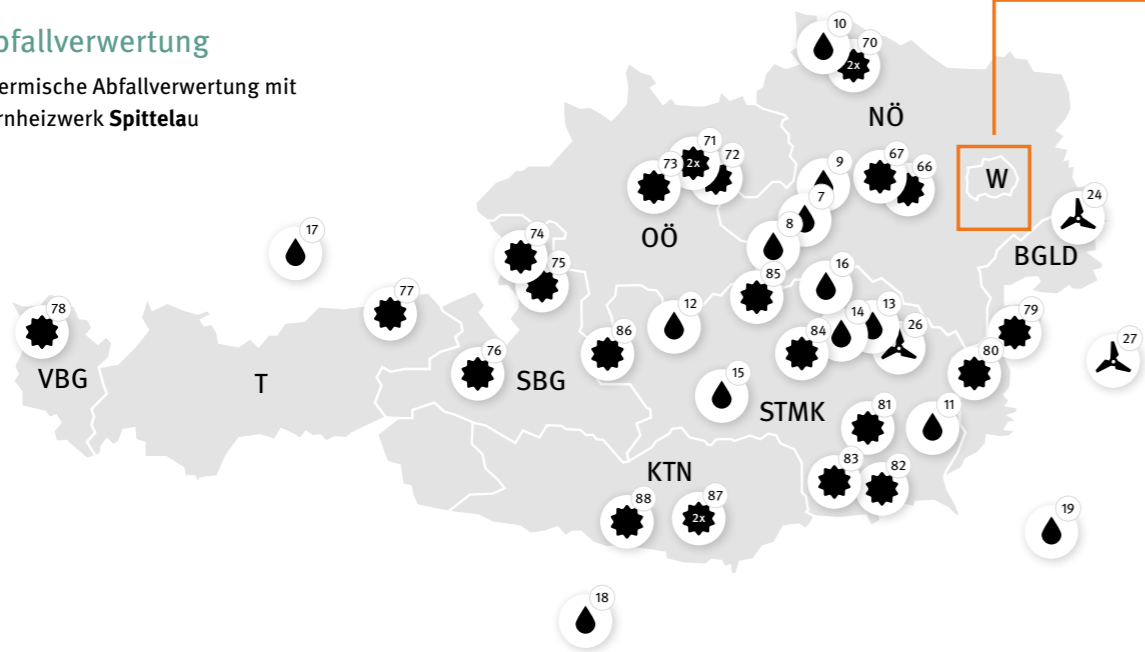 bfallverwertung
ermische Abfallverwertung mit
rnheizwerk Spittelau
10
70
2x
NÖ
71
2x
72
73
9
67
66
W
7
24
8
OÖ
17
BGLD
74
75
85
16
77
12
14
13
79
78
84
26
86
27
80
76
VBG
T
SBG
15
STMK
81
11
KTN
83
82
88
87
2x
19
18